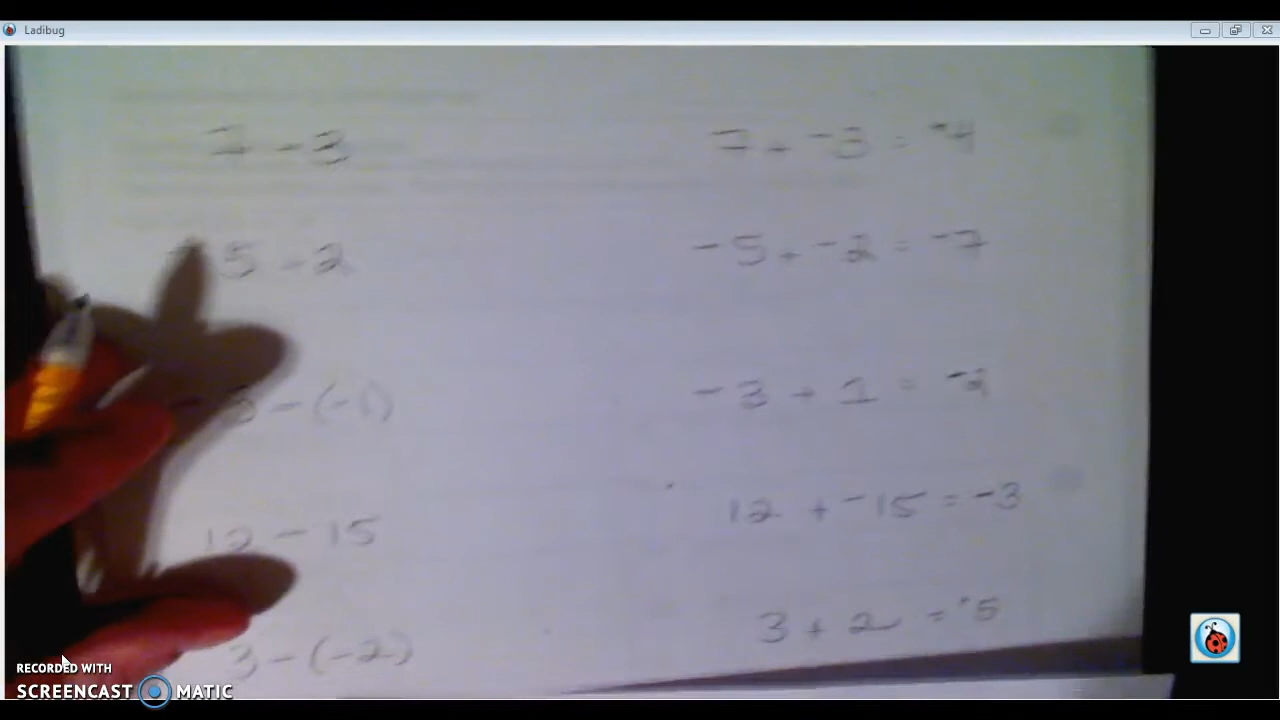 Ladibug
7 - 3 7 + -3 = -4
5 - 2 -5 + -2 = -7
- 3 - (-1) -3 + 1 = -2
12 - 15 12 + -15 = -3
3 - (-2) 3 + 2 = +5
RECORDED WITH
SCREENCAST MATIC